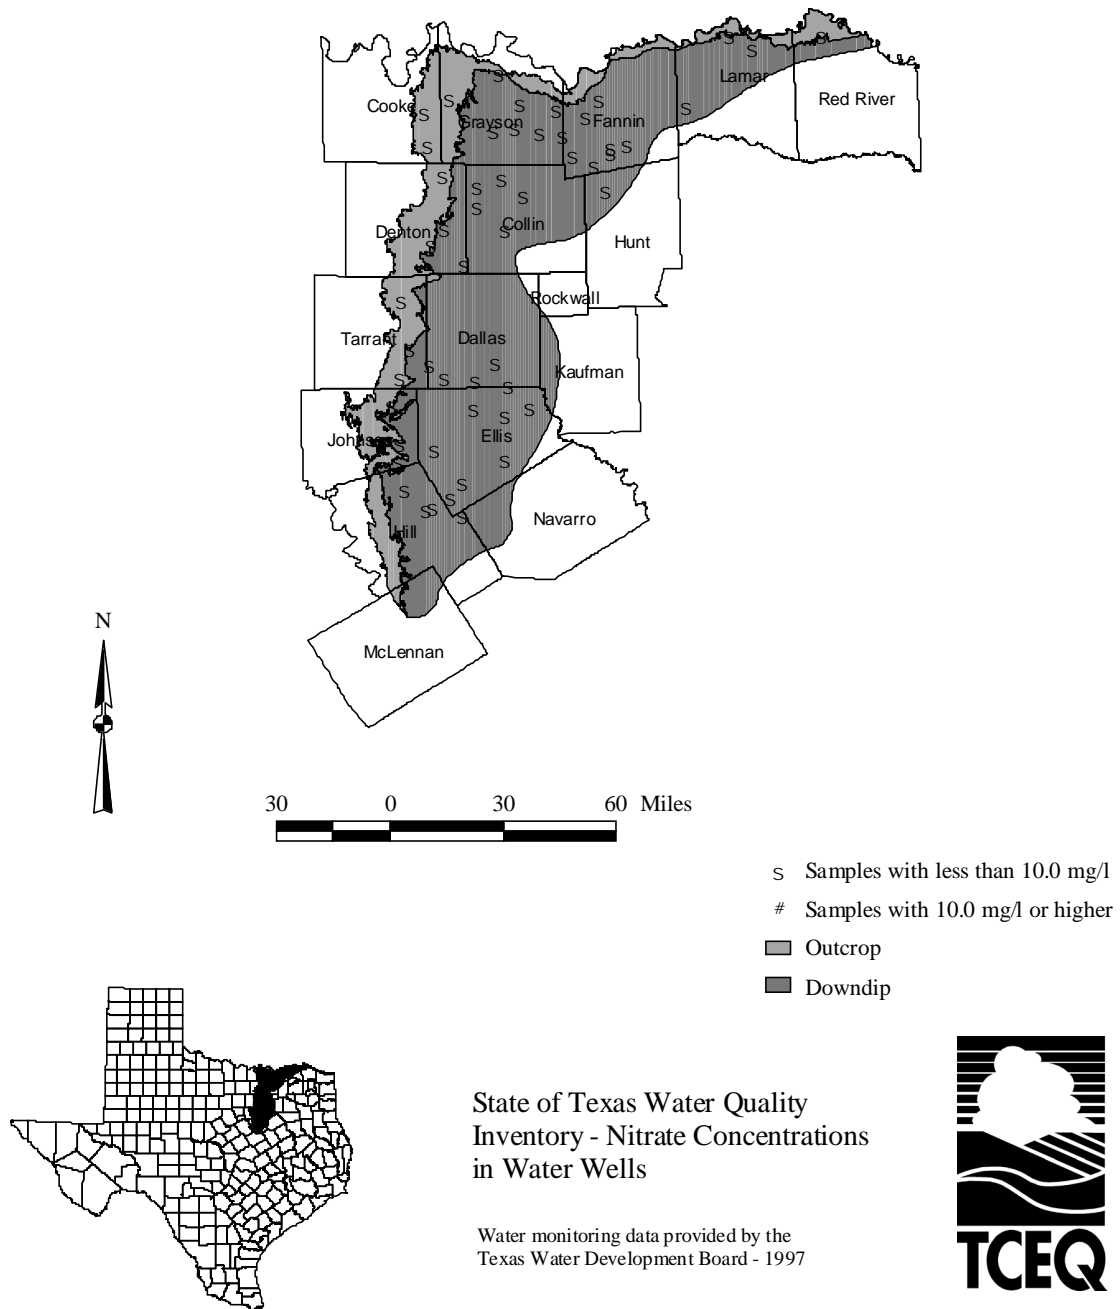 Lamar
Red River
Cooke
Grayson
Fannin
Denton
Collin
Hunt
Rockwall
Tarrant
Dallas
Kaufman
Johnson
Ellis
Navarro
Hill
McLennan
N
30 0 30 60 Miles
S Samples with less than 10.0 mg/l
# Samples with 10.0 mg/l or higher
Outcrop
Downdip
State of Texas Water Quality
Inventory - Nitrate Concentrations
in Water Wells
Water monitoring data provided by the
Texas Water Development Board - 1997
TCEQ